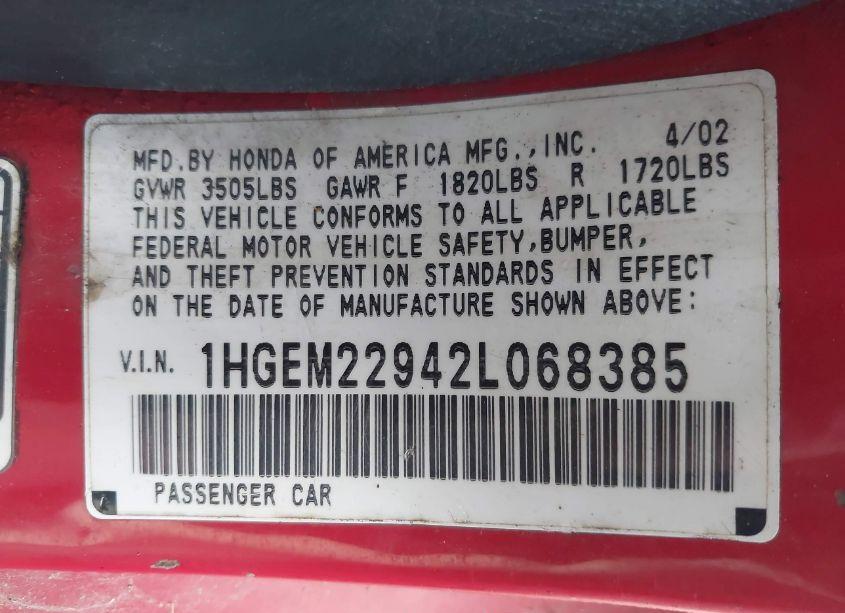 MFD.BY HONDA OF AMERICA MFG.,INC. 4/02
GVWR 3505LBS GAWR F 1820LBS R 1720LBS
THIS VEHICLE CONFORMS TO ALL APPLICABLE
FEDERAL MOTOR VEHICLE SAFETY,BUMPER,
AND THEFT PREVENTION STANDARDS IN EFFECT
ON THE DATE OF MANUFACTURE SHOWN ABOVE:
V.I.N. 1HGEM22942L068385
PASSENGER CAR